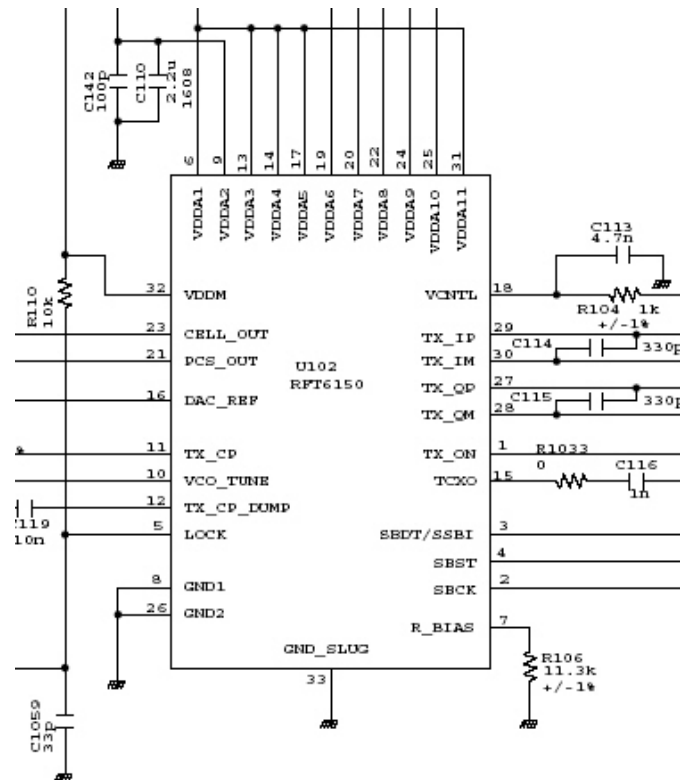 C142
100p
C110
2.2u
1608
6
9
13
14
17
19
20
22
24
25
31
VDDA1
VDDA2
VDDA3
VDDA4
VDDA5
VDDA6
VDDA7
VDDA8
VDDA9
VDDA10
VDDA11
C113
4.7n
R110
10k
32
VDDM
VCNTL
18
R104 1k
+/-1%
23
CELL_OUT
TX_IP
29
21
PCS_OUT
TX_IM
30
C114
330p
U102
RFT6150
16
DAC_REF
TX_QP
27
TX_QM
28
C115
330p
%
11
TX_CP
TX_ON
1
10
VCO_TUNE
TCXO
15
R1033
0
C116
1n
12
TX_CP_DUMP
C119
10n
5
LOCK
SBDT/SSBI
3
SBST
4
8
GND1
SBCK
2
26
GND2
R_BIAS
7
GND_SLUG
33
R106
11.3k
+/-1%
C1059
33p